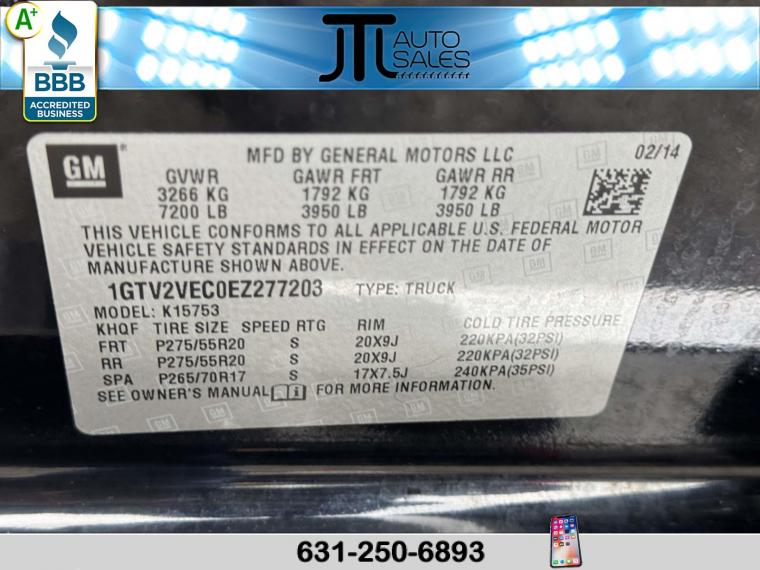 A+
JTL AUTO
SALES
BBB
ACCREDITED
BUSINESS
GM
MFD BY GENERAL MOTORS LLC 02/14
GVWR GAWR FRT GAWR RR
3266 KG 1792 KG 1792 KG
7200 LB 3950 LB 3950 LB
THIS VEHICLE CONFORMS TO ALL APPLICABLE U.S. FEDERAL MOTOR
VEHICLE SAFETY STANDARDS IN EFFECT ON THE DATE OF
MANUFACTURE SHOWN ABOVE.
1GTV2VEC0EZ277203 TYPE: TRUCK
MODEL: K15753
KHQF TIRE SIZE SPEED RTG RIM COLD TIRE PRESSURE
FRT P275/55R20 S 20X9J 220KPA(32PSI)
RR P275/55R20 S 20X9J 220KPA(32PSI)
SPA P265/70R17 S 17X7.5J 240KPA(35PSI)
SEE OWNER'S MANUAL i FOR MORE INFORMATION.
631-250-6893